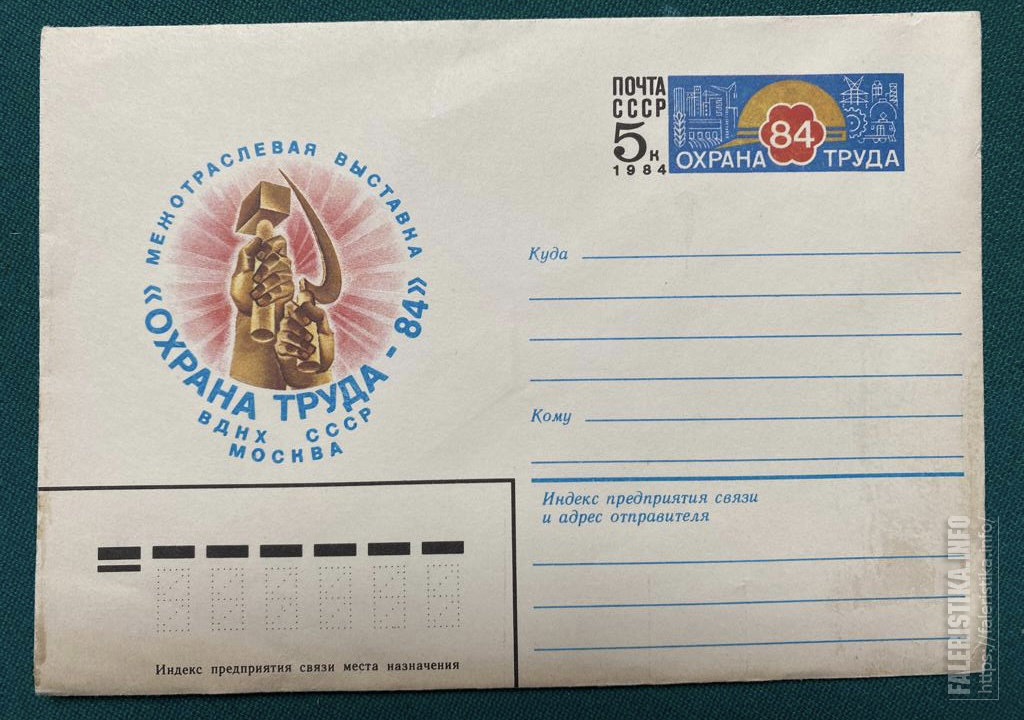 ПОЧТА
СССР
5 к
1984
ОХРАНА 84 ТРУДА
МЕЖОТРАСЛЕВАЯ ВЫСТАВКА
"ОХРАНА ТРУДА - 84"
ВДНХ СССР
МОСКВА
Куда
Кому
Индекс предприятия связи
и адрес отправителя
Индекс предприятия связи места назначения
FALERISTIKA.INFO
https://faleristika.info/